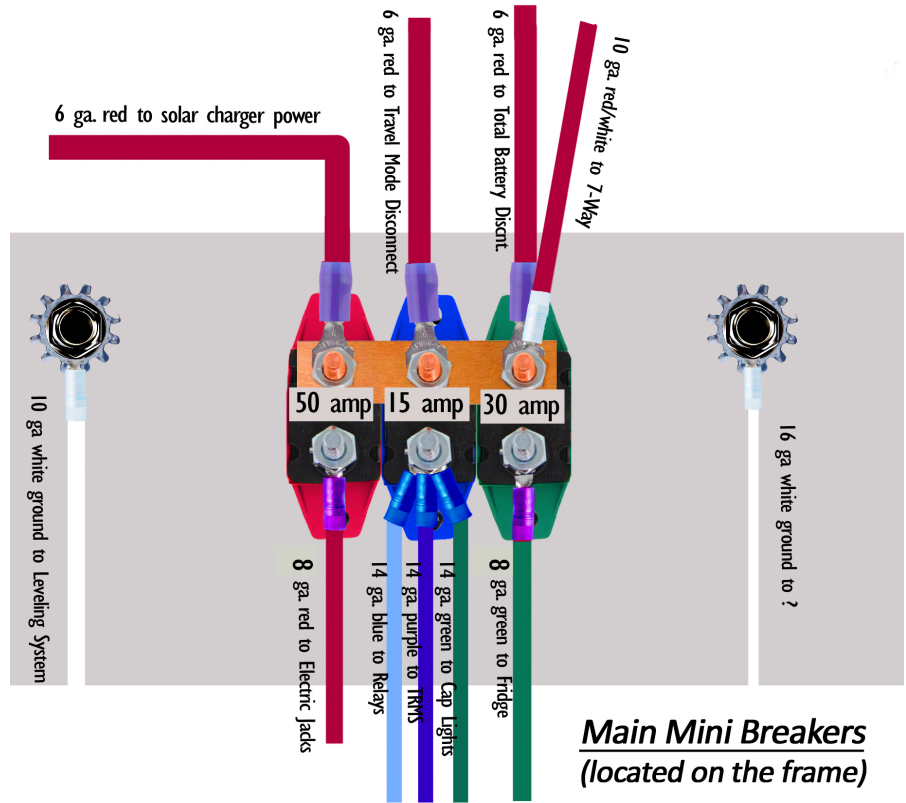 6 ga. red to solar charger power
6 ga. red to Travel Mode Disconnect
6 ga. red to Total Battery Discnt.
10 ga. red/white to 7-Way
50 amp
15 amp
30 amp
10 ga white ground to Leveling System
8 ga. red to Electric Jacks
14 ga. blue to Relays
14 ga. purple to TRMS
14 ga. green to Cap Lights
8 ga. green to Fridge
16 ga white ground to ?
Main Mini Breakers
(located on the frame)